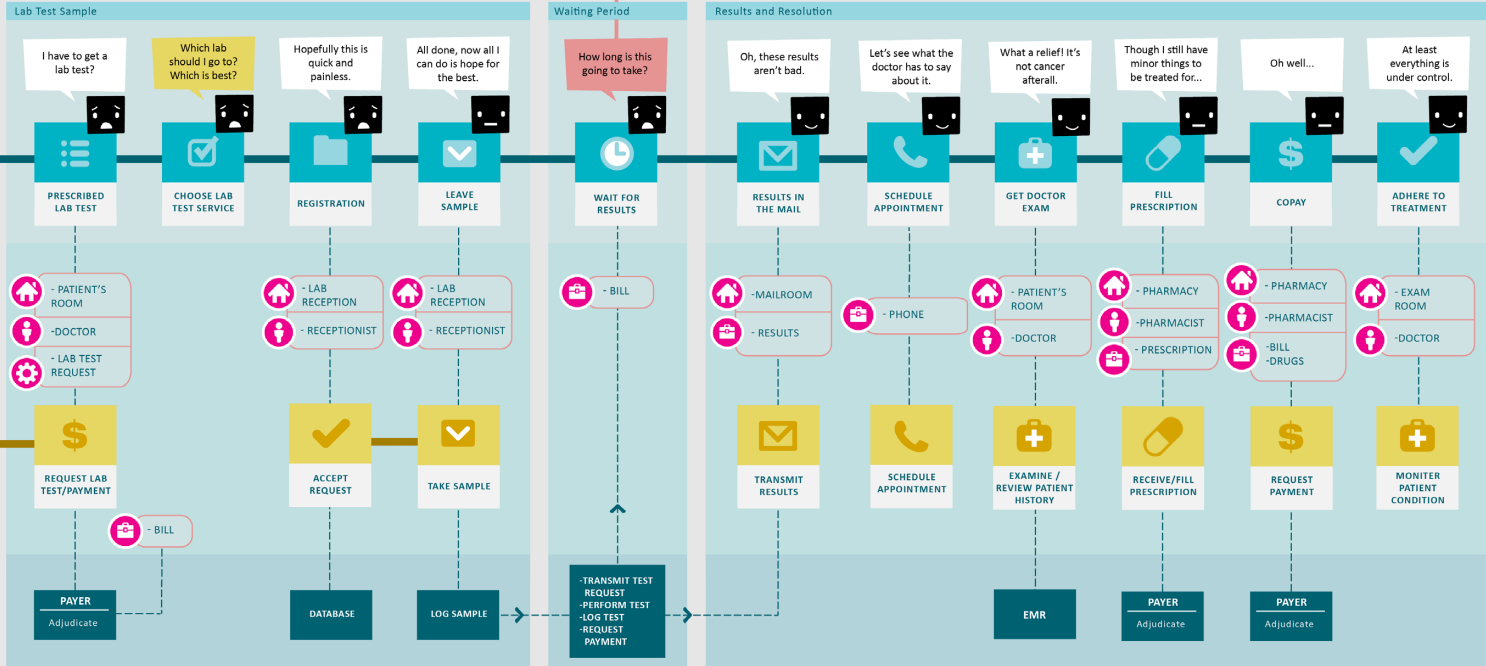 Lab Test Sample
Waiting Period
Results and Resolution
I have to get a
lab test?
Which lab
should I go to?
Which is best?
Hopefully this is
quick and
painless.
All done, now all I
can do is hope for
the best.
How long is this
going to take?
Oh, these results
aren't bad.
Let's see what the
doctor has to say
about it.
What a relief! It's
not cancer
afterall.
Though I still have
minor things to
be treated for...
Oh well...
At least
everything is
under control.
PRESCRIBED
LAB TEST
CHOOSE LAB
TEST SERVICE
REGISTRATION
LEAVE
SAMPLE
WAIT FOR
RESULTS
RESULTS IN
THE MAIL
SCHEDULE
APPOINTMENT
GET DOCTOR
EXAM
FILL
PRESCRIPTION
COPAY
ADHERE TO
TREATMENT
- PATIENT'S
ROOM
-DOCTOR
- LAB TEST
REQUEST
- LAB
RECEPTION
- RECEPTIONIST
- LAB
RECEPTION
- RECEPTIONIST
- BILL
-MAILROOM
- RESULTS
- PHONE
- PATIENT'S
ROOM
-DOCTOR
- PHARMACY
-PHARMACIST
- PRESCRIPTION
- PHARMACY
-PHARMACIST
-BILL
-DRUGS
- EXAM
ROOM
-DOCTOR
REQUEST LAB
TEST/PAYMENT
ACCEPT
REQUEST
TAKE SAMPLE
TRANSMIT
RESULTS
SCHEDULE
APPOINTMENT
EXAMINE /
REVIEW PATIENT
HISTORY
RECEIVE/FILL
PRESCRIPTION
REQUEST
PAYMENT
MONITER
PATIENT
CONDITION
- BILL
PAYER
Adjudicate
DATABASE
LOG SAMPLE
-TRANSMIT TEST
REQUEST
-PERFORM TEST
-LOG TEST
-REQUEST
PAYMENT
EMR
PAYER
Adjudicate
PAYER
Adjudicate